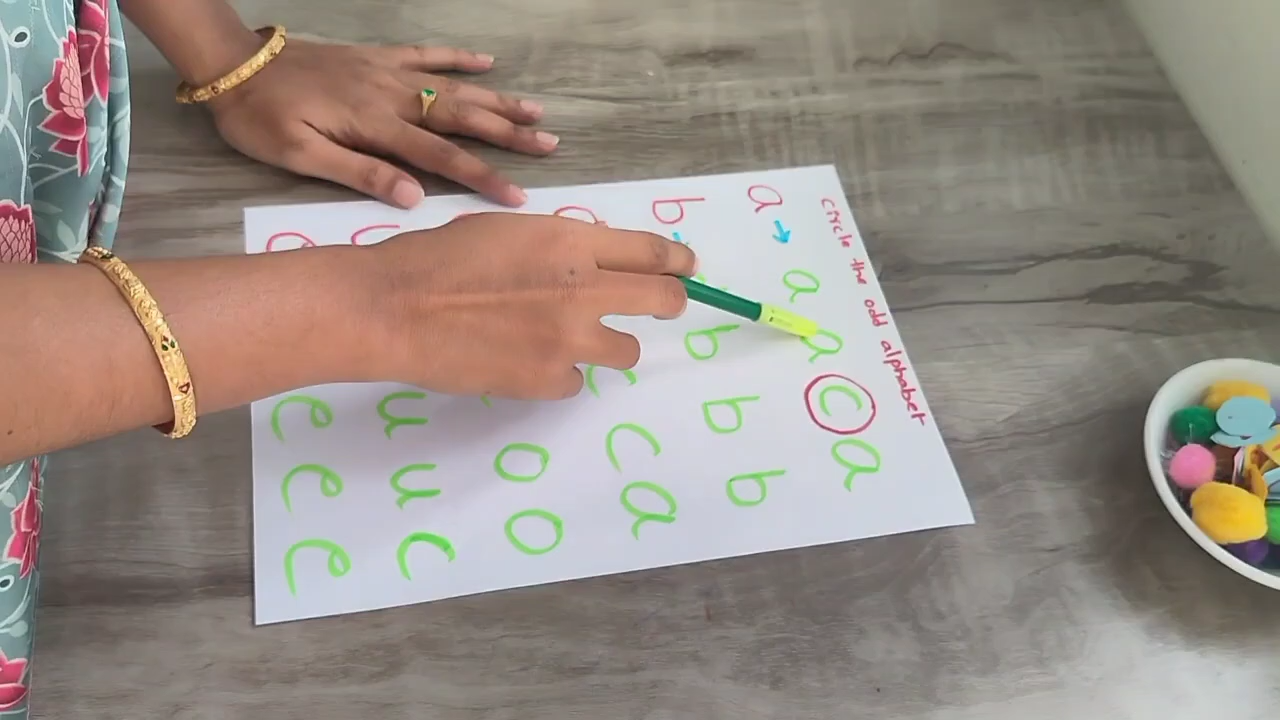 circle the odd alphabet
a → a a c a
b b b b
c c a
o o
u u u c
e e e e